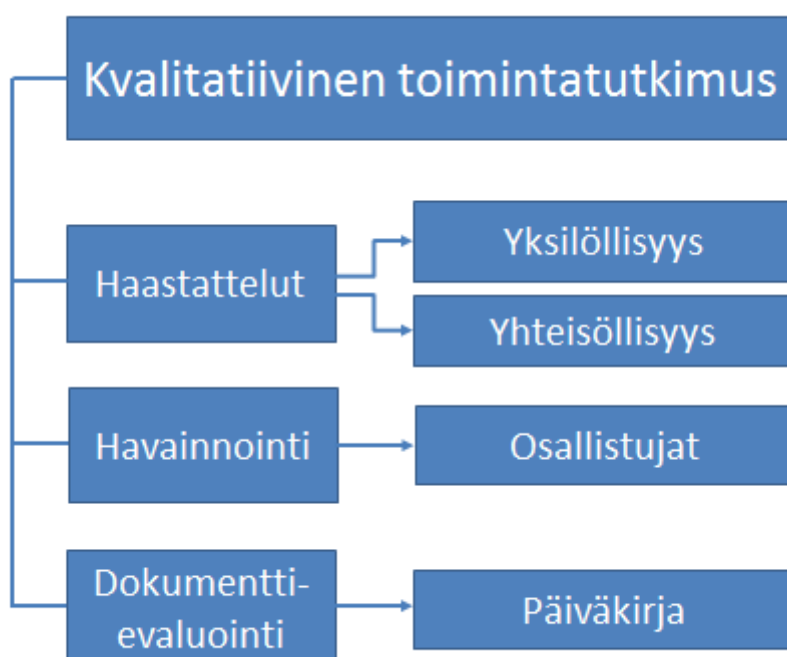 Kvalitatiivinen toimintatutkimus
Haastattelut
Yksilöllisyys
Yhteisöllisyys
Havainnointi
Osallistujat
Dokumentti-
evaluointi
Päiväkirja